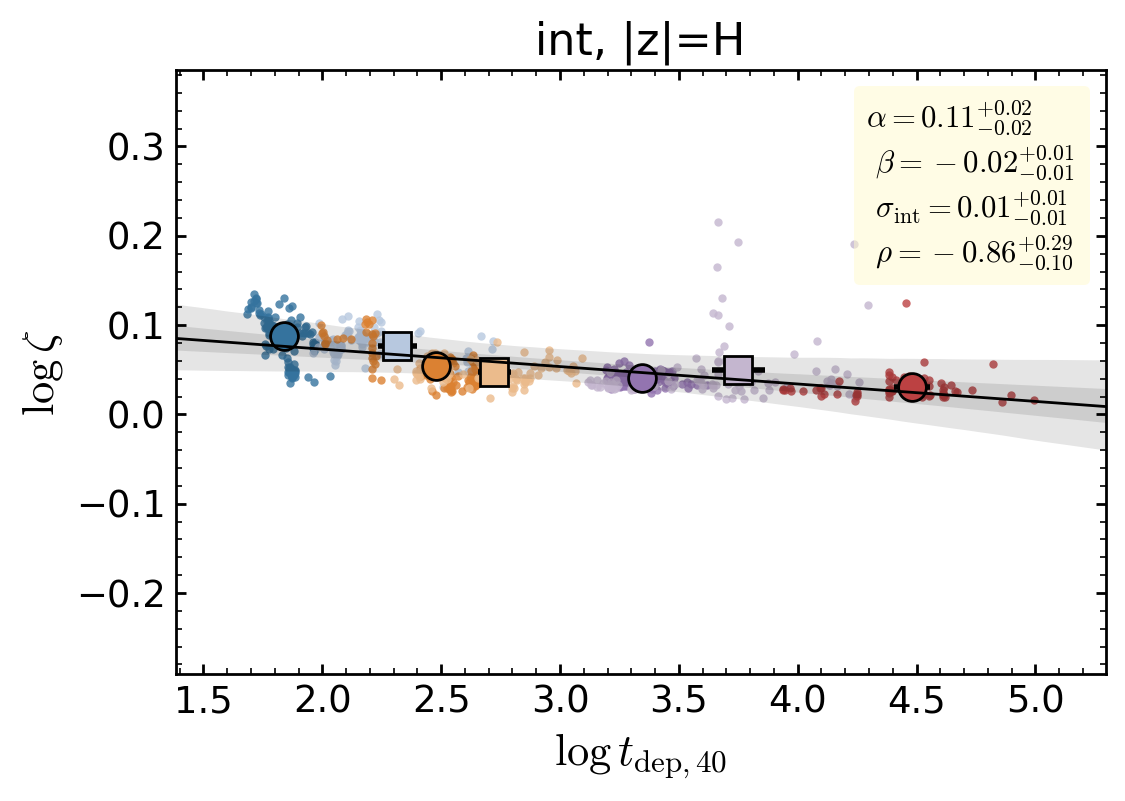 int, |z|=H
α = 0.11^{+0.02}_{-0.02}
β = −0.02^{+0.01}_{-0.01}
σ_int = 0.01^{+0.01}_{-0.01}
ρ = −0.86^{+0.29}_{-0.10}
log ζ
0.3
0.2
0.1
0.0
−0.1
−0.2
1.5 2.0 2.5 3.0 3.5 4.0 4.5 5.0
log t_{dep, 40}